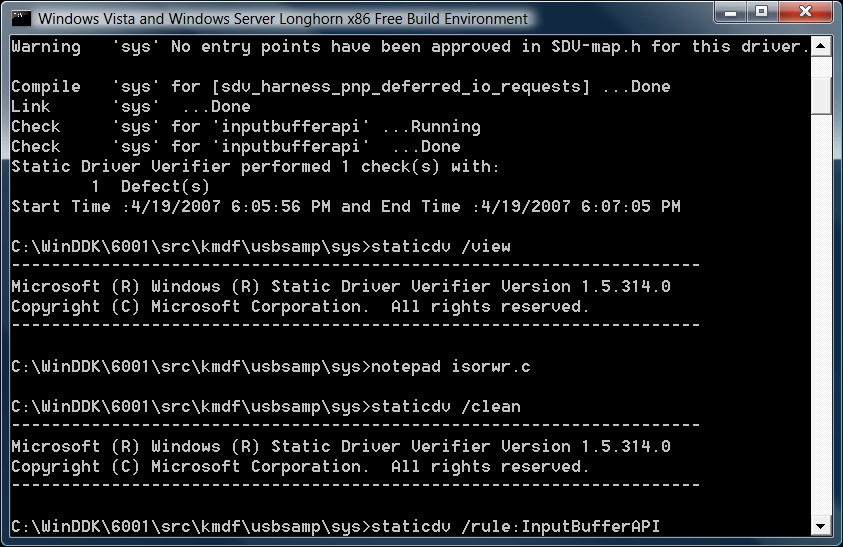 Windows Vista and Windows Server Longhorn x86 Free Build Environment
Warning   'sys' No entry points have been approved in SDV-map.h for this driver.
Compile   'sys' for [sdv_harness_pnp_deferred_io_requests] ...Done
Link      'sys'  ...Done
Check     'sys' for 'inputbufferapi' ...Running
Check     'sys' for 'inputbufferapi'  ...Done
Static Driver Verifier performed 1 check(s) with:
        1  Defect(s)
Start Time :4/19/2007 6:05:56 PM and End Time :4/19/2007 6:07:05 PM
C:\WinDDK\6001\src\kmdf\usbsamp\sys>staticdv /view
---------------------------------------------------------------------
Microsoft (R) Windows (R) Static Driver Verifier Version 1.5.314.0
Copyright (C) Microsoft Corporation.  All rights reserved.
---------------------------------------------------------------------
C:\WinDDK\6001\src\kmdf\usbsamp\sys>notepad isorwr.c
C:\WinDDK\6001\src\kmdf\usbsamp\sys>staticdv /clean
---------------------------------------------------------------------
Microsoft (R) Windows (R) Static Driver Verifier Version 1.5.314.0
Copyright (C) Microsoft Corporation.  All rights reserved.
---------------------------------------------------------------------
C:\WinDDK\6001\src\kmdf\usbsamp\sys>staticdv /rule:InputBufferAPI